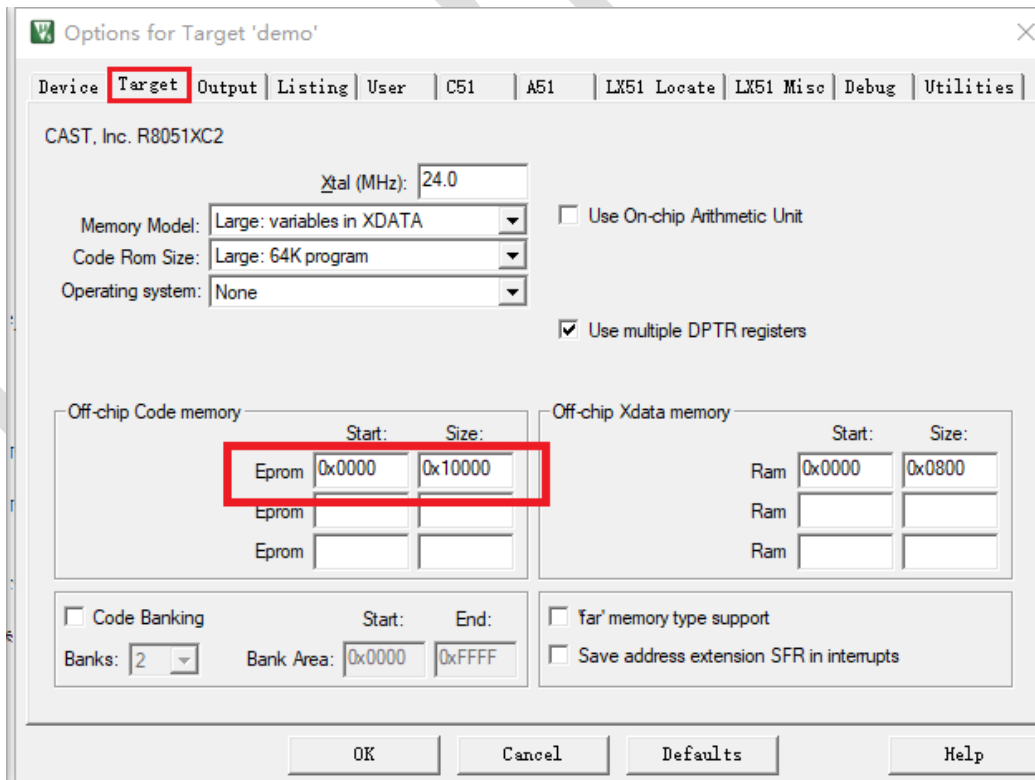 Options for Target 'demo'
Device Target Output Listing User C51 A51 LX51 Locate LX51 Misc Debug Utilities
CAST, Inc. R8051XC2
Xtal (MHz): 24.0
Memory Model: Large: variables in XDATA
Use On-chip Arithmetic Unit
Code Rom Size: Large: 64K program
Operating system: None
Use multiple DPTR registers
Off-chip Code memory
Start: Size:
Eprom 0x0000 0x10000
Eprom
Eprom
Off-chip Xdata memory
Start: Size:
Ram 0x0000 0x0800
Ram
Ram
Code Banking Start: End:
Banks: 2 Bank Area: 0x0000 0xFFFF
'far' memory type support
Save address extension SFR in interrupts
OK Cancel Defaults Help